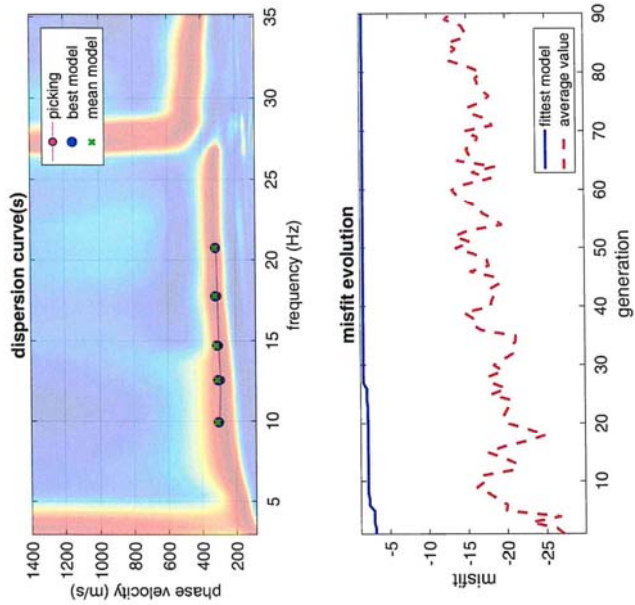 dispersion curve(s)
1400
1200
1000
800
600
400
200
phase velocity (m/s)
picking
best model
mean model
5
10
15
20
25
30
35
frequency (Hz)
misfit evolution
-5
-10
-15
-20
-25
misfit
fittest model
average value
10
20
30
40
50
60
70
80
90
generation